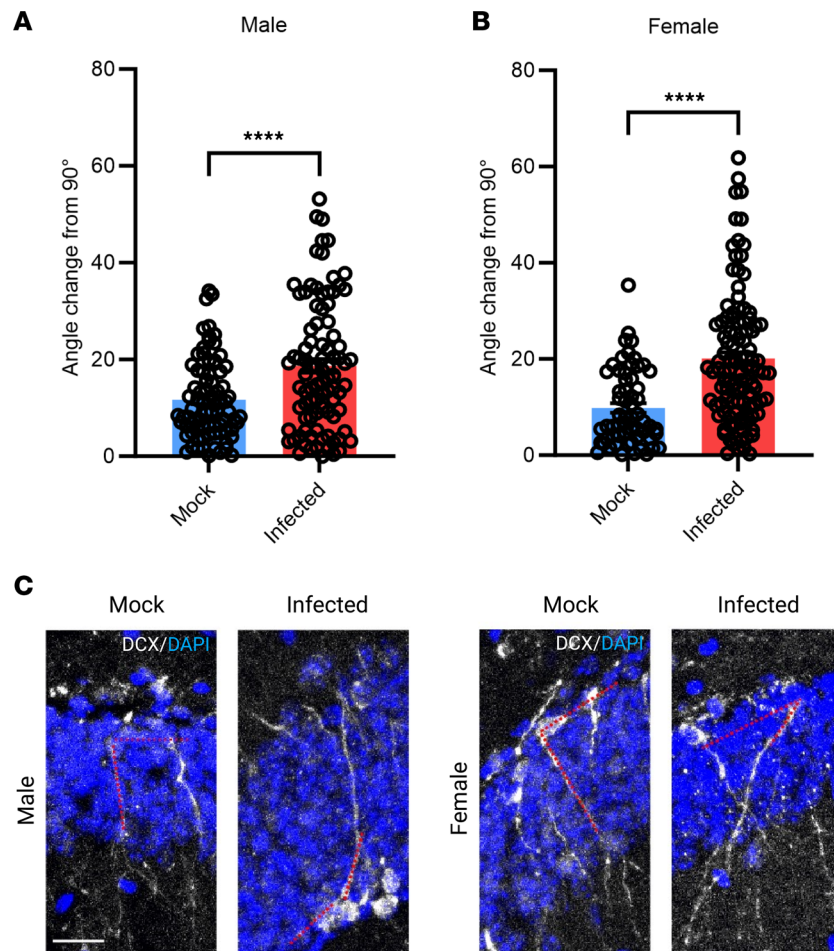 A
Male
Angle change from 90°
80
60
40
20
0
****
Mock
Infected
B
Female
Angle change from 90°
80
60
40
20
0
****
Mock
Infected
C
Mock
Infected
Mock
Infected
Male
DCX/DAPI
Female
DCX/DAPI